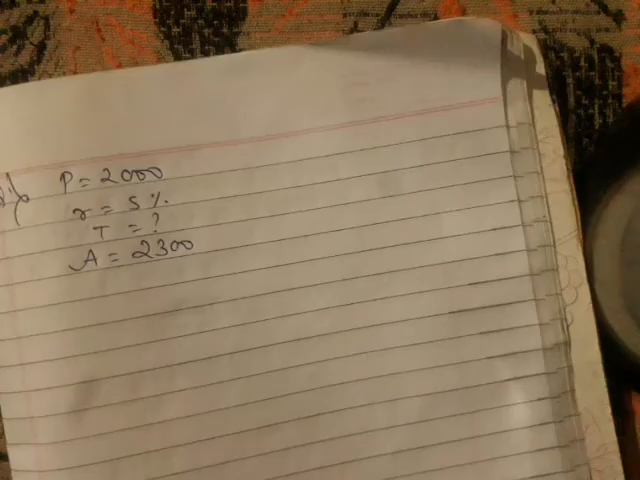 P = 2000
r = 5%.
T = ?
A = 2300